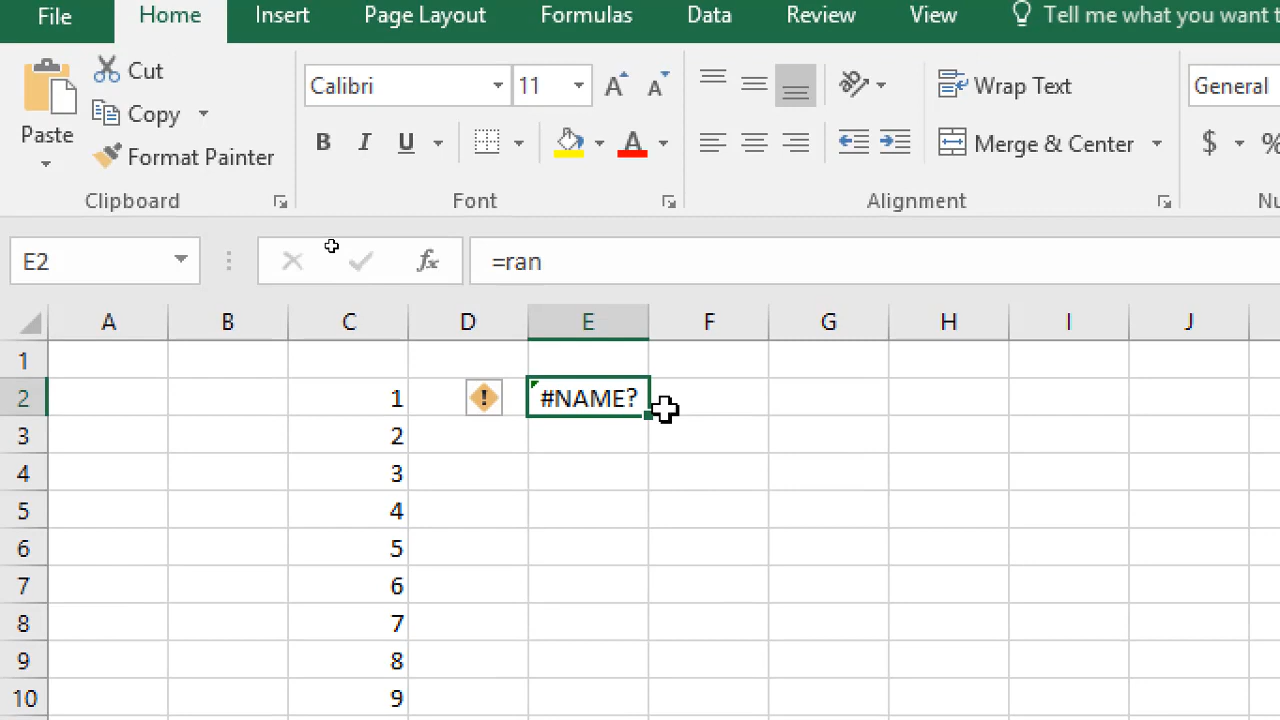 File Home Insert Page Layout Formulas Data Review View Tell me what you want
Cut
Copy
Format Painter
Paste
Clipboard
Calibri 11 A A
B I U A
Font
Wrap Text
Merge & Center
Alignment
General
$ %
E2 fx =ran
A B C D E F G H I J
1
2 1 ! #NAME?
3 2
4 3
5 4
6 5
7 6
8 7
9 8
10 9